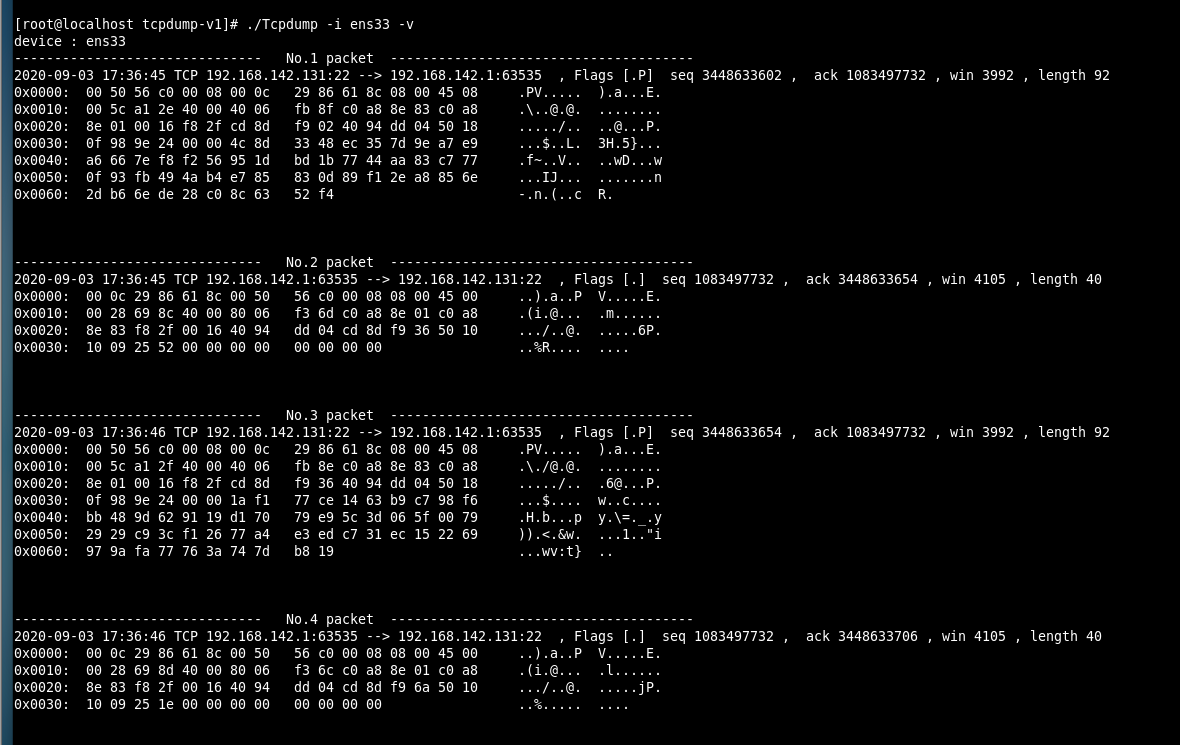 [root@localhost tcpdump-v1]# ./Tcpdump -i ens33 -v
device : ens33
-------------------------------   No.1 packet  --------------------------------------
2020-09-03 17:36:45 TCP 192.168.142.131:22 --> 192.168.142.1:63535  , Flags [.P]  seq 3448633602 ,  ack 1083497732 , win 3992 , length 92
0x0000:  00 50 56 c0 00 08 00 0c   29 86 61 8c 08 00 45 08     .PV.....  ).a...E.
0x0010:  00 5c a1 2e 40 00 40 06   fb 8f c0 a8 8e 83 c0 a8     .\..@.@.  ........
0x0020:  8e 01 00 16 f8 2f cd 8d   f9 02 40 94 dd 04 50 18     ...../..  ..@...P.
0x0030:  0f 98 9e 24 00 00 4c 8d   33 48 ec 35 7d 9e a7 e9     ...$..L.  3H.5}...
0x0040:  a6 66 7e f8 f2 56 95 1d   bd 1b 77 44 aa 83 c7 77     .f~..V..  ..wD...w
0x0050:  0f 93 fb 49 4a b4 e7 85   83 0d 89 f1 2e a8 85 6e     ...IJ...  .......n
0x0060:  2d b6 6e de 28 c0 8c 63   52 f4                       -.n.(..c  R.
-------------------------------   No.2 packet  --------------------------------------
2020-09-03 17:36:45 TCP 192.168.142.1:63535 --> 192.168.142.131:22  , Flags [.]  seq 1083497732 ,  ack 3448633654 , win 4105 , length 40
0x0000:  00 0c 29 86 61 8c 00 50   56 c0 00 08 08 00 45 00     ..).a..P  V.....E.
0x0010:  00 28 69 8c 40 00 80 06   f3 6d c0 a8 8e 01 c0 a8     .(i.@...  .m......
0x0020:  8e 83 f8 2f 00 16 40 94   dd 04 cd 8d f9 36 50 10     .../..@.  .....6P.
0x0030:  10 09 25 52 00 00 00 00   00 00 00 00                 ..%R....  ....
-------------------------------   No.3 packet  --------------------------------------
2020-09-03 17:36:46 TCP 192.168.142.131:22 --> 192.168.142.1:63535  , Flags [.P]  seq 3448633654 ,  ack 1083497732 , win 3992 , length 92
0x0000:  00 50 56 c0 00 08 00 0c   29 86 61 8c 08 00 45 08     .PV.....  ).a...E.
0x0010:  00 5c a1 2f 40 00 40 06   fb 8e c0 a8 8e 83 c0 a8     .\./@.@.  ........
0x0020:  8e 01 00 16 f8 2f cd 8d   f9 36 40 94 dd 04 50 18     ...../..  .6@...P.
0x0030:  0f 98 9e 24 00 00 1a f1   77 ce 14 63 b9 c7 98 f6     ...$....  w..c....
0x0040:  bb 48 9d 62 91 19 d1 70   79 e9 5c 3d 06 5f 00 79     .H.b...p  y.\=._.y
0x0050:  29 29 c9 3c f1 26 77 a4   e3 ed c7 31 ec 15 22 69     )).<.&w.  ...1.."i
0x0060:  97 9a fa 77 76 3a 74 7d   b8 19                       ...wv:t}  ..
-------------------------------   No.4 packet  --------------------------------------
2020-09-03 17:36:46 TCP 192.168.142.1:63535 --> 192.168.142.131:22  , Flags [.]  seq 1083497732 ,  ack 3448633706 , win 4105 , length 40
0x0000:  00 0c 29 86 61 8c 00 50   56 c0 00 08 08 00 45 00     ..).a..P  V.....E.
0x0010:  00 28 69 8d 40 00 80 06   f3 6c c0 a8 8e 01 c0 a8     .(i.@...  .l......
0x0020:  8e 83 f8 2f 00 16 40 94   dd 04 cd 8d f9 6a 50 10     .../..@.  .....jP.
0x0030:  10 09 25 1e 00 00 00 00   00 00 00 00                 ..%.....  ....